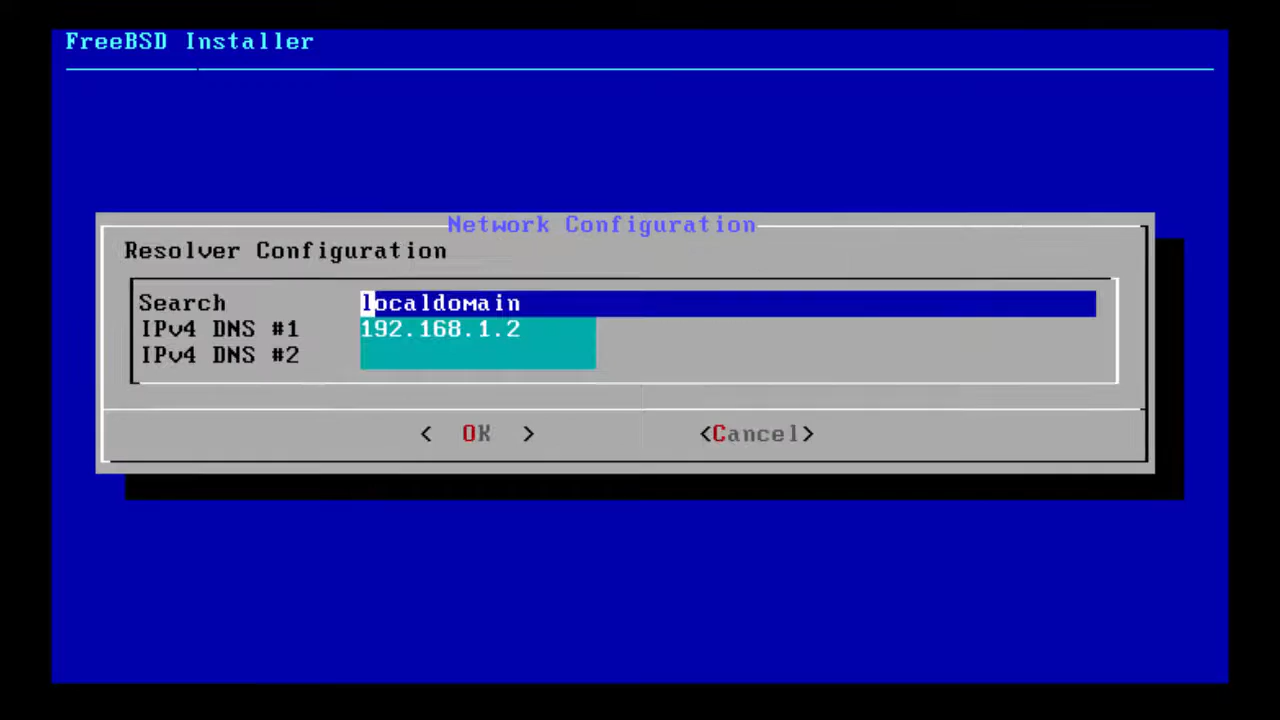 FreeBSD Installer
Network Configuration
Resolver Configuration
Search localdomain
IPv4 DNS #1 192.168.1.2
IPv4 DNS #2
< OK > <Cancel>